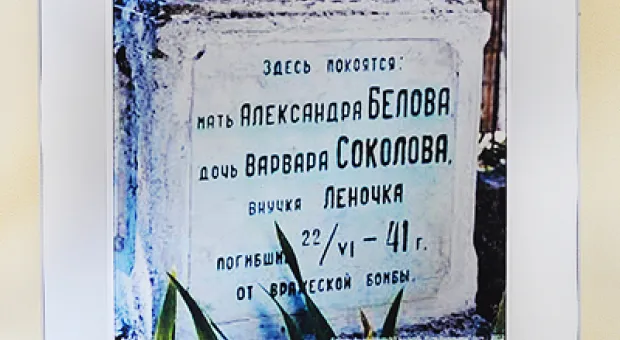 ЗДЕСЬ ПОКОЯТСЯ:
МАТЬ АЛЕКСАНДРА БЕЛОВА,
ДОЧЬ ВАРВАРА СОКОЛОВА,
ВНУЧКА ЛЕНОЧКА
ПОГИБШИ 22/VI - 41 г.
ОТ ВРАЖЕСКОЙ БОМБЫ.